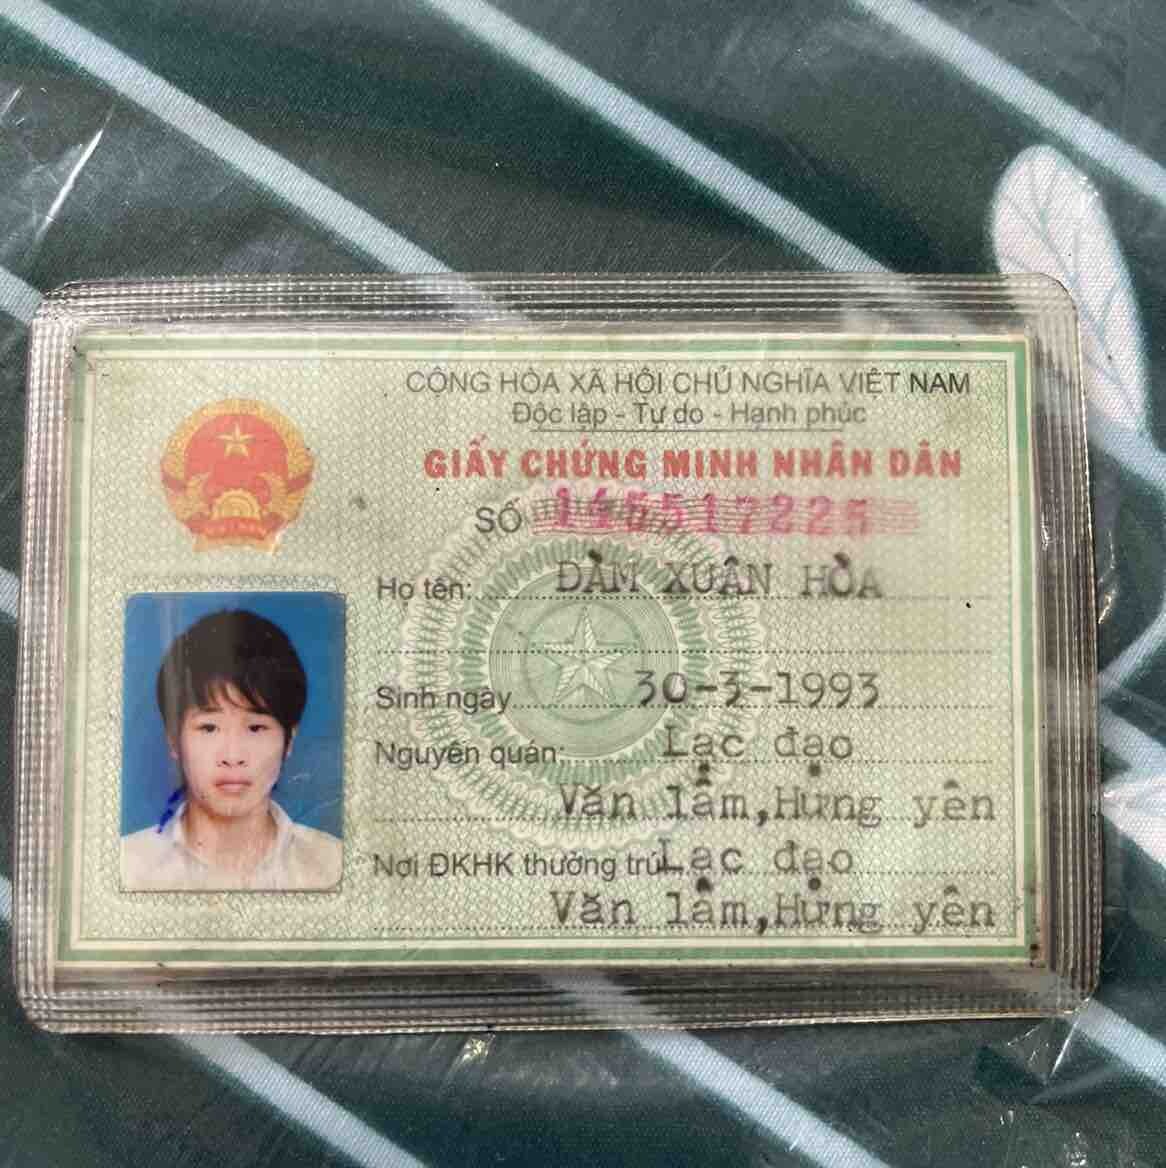 CỘNG HÒA XÃ HỘI CHỦ NGHĨA VIỆT NAM
Độc lập - Tự do - Hạnh phúc
GIẤY CHỨNG MINH NHÂN DÂN
SỐ 145517225
Họ tên: ĐÀM XUÂN HÒA
Sinh ngày 30-3-1993
Nguyên quán: Lạc đạo
Văn lâm,Hưng yên
Nơi ĐKHK thường trú Lạc đạo
Văn lâm,Hưng yên